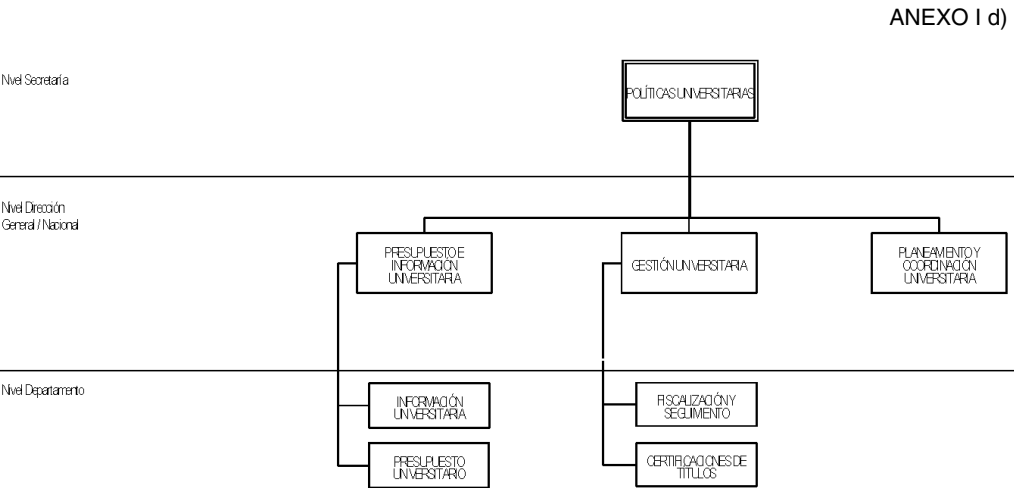 ANEXO I d)
Nivel Secretaría
POLÍTICAS UNIVERSITARIAS
Nivel Dirección
General / Nacional
PRESUPUESTO E
INFORMACIÓN
UNIVERSITARIA
GESTIÓN UNIVERSITARIA
PLANEAMIENTO Y
COORDINACIÓN
UNIVERSITARIA
Nivel Departamento
INFORMACIÓN
UNIVERSITARIA
FISCALIZACIÓN Y
SEGUIMIENTO
PRESUPUESTO
UNIVERSITARIO
CERTIFICACIONES DE
TITULOS